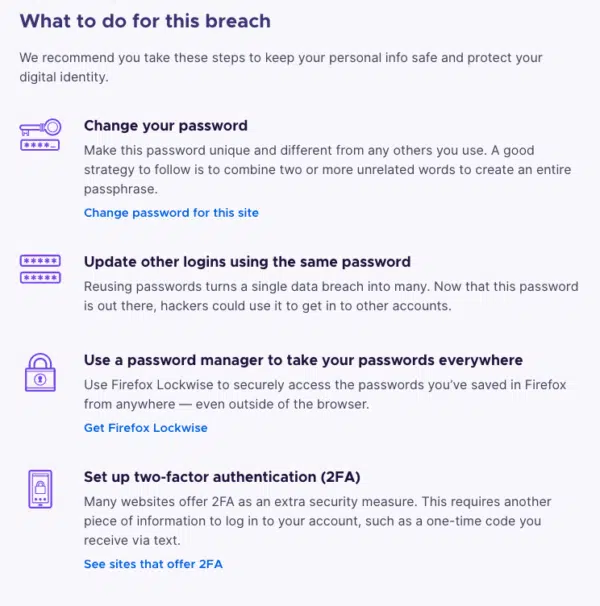 What to do for this breach
We recommend you take these steps to keep your personal info safe and protect your
digital identity.
Change your password
Make this password unique and different from any others you use. A good
strategy to follow is to combine two or more unrelated words to create an entire
passphrase.
Change password for this site
Update other logins using the same password
Reusing passwords turns a single data breach into many. Now that this password
is out there, hackers could use it to get in to other accounts.
Use a password manager to take your passwords everywhere
Use Firefox Lockwise to securely access the passwords you’ve saved in Firefox
from anywhere — even outside of the browser.
Get Firefox Lockwise
Set up two-factor authentication (2FA)
Many websites offer 2FA as an extra security measure. This requires another
piece of information to log in to your account, such as a one-time code you
receive via text.
See sites that offer 2FA